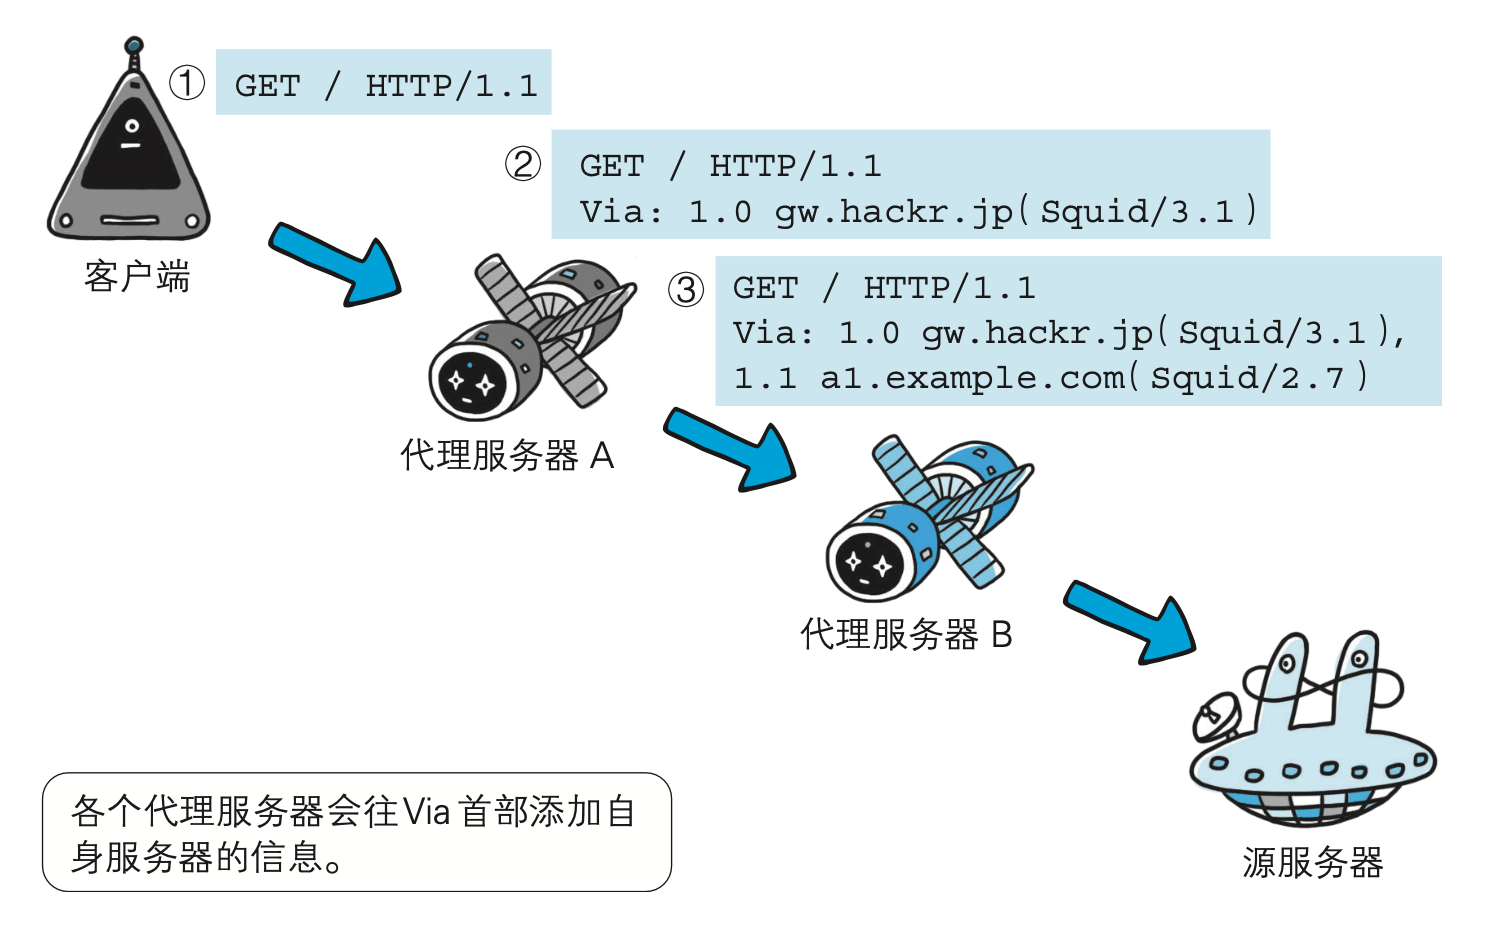 ① GET / HTTP/1.1
② GET / HTTP/1.1
Via: 1.0 gw.hackr.jp(Squid/3.1)
客户端
③ GET / HTTP/1.1
Via: 1.0 gw.hackr.jp(Squid/3.1),
1.1 a1.example.com(Squid/2.7)
代理服务器 A
代理服务器 B
各个代理服务器会往Via首部添加自
身服务器的信息。
源服务器